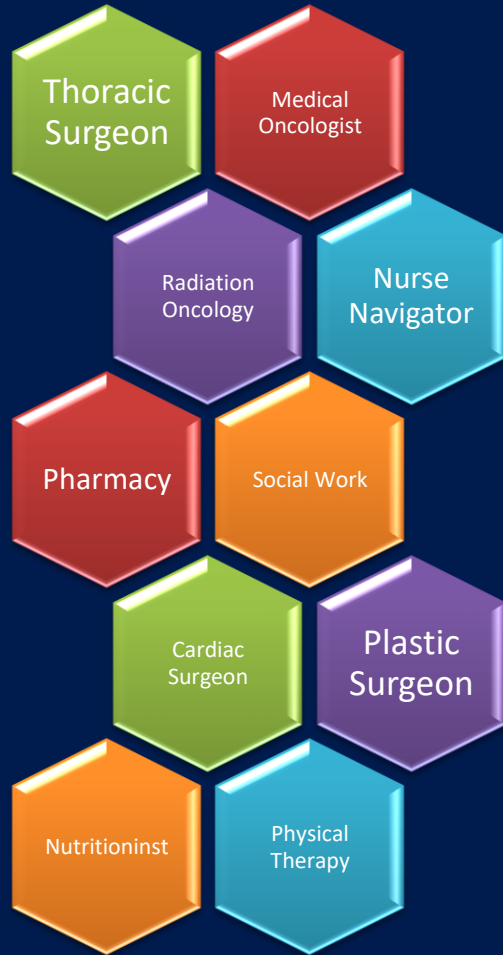 Thoracic
Surgeon
Medical
Oncologist
Radiation
Oncology
Nurse
Navigator
Pharmacy
Social Work
Cardiac
Surgeon
Plastic
Surgeon
Nutritioninst
Physical
Therapy